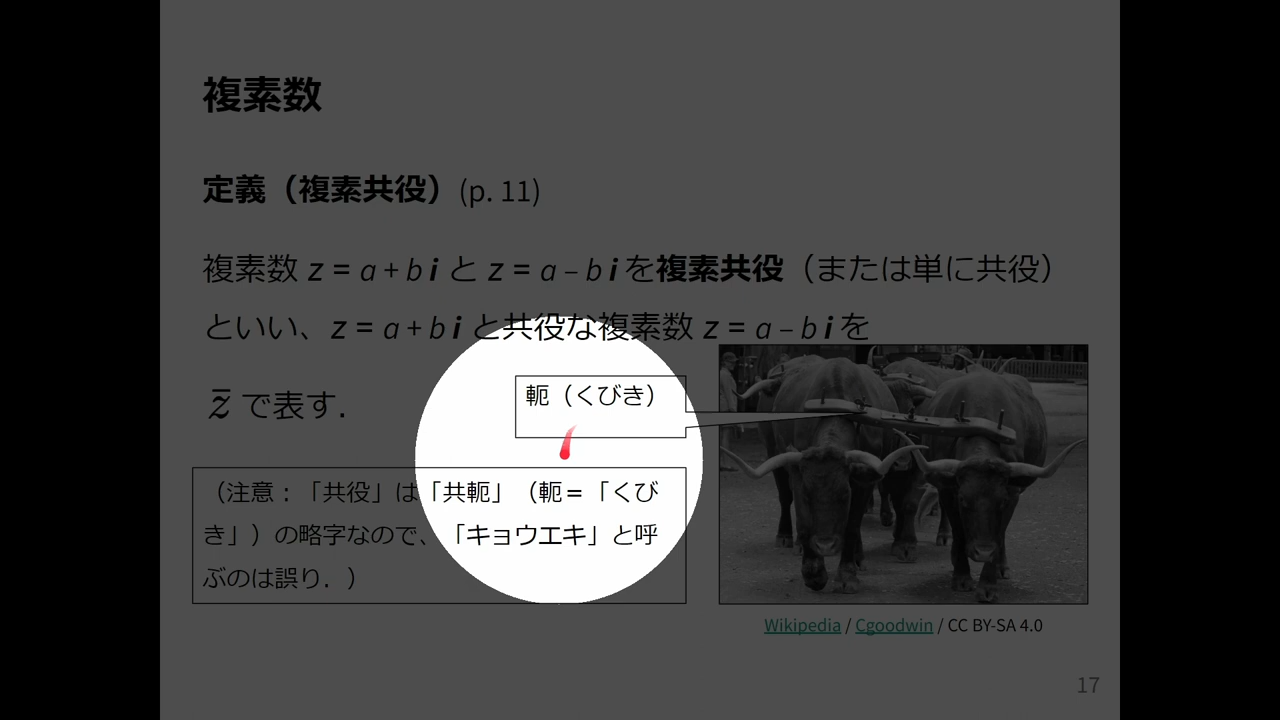 複素数
定義（複素共役）(p. 11)
複素数 z = a + b i と z = a – b i を複素共役（または単に共役）
といい、z = a + b i と共役な複素数 z = a – b i を
z̄ で表す．
軛（くびき）
（注意：「共役」は「共軛」（軛＝「くび
き」）の略字なので、「キョウエキ」と呼
ぶのは誤り．）
Wikipedia / Cgoodwin / CC BY-SA 4.0
17